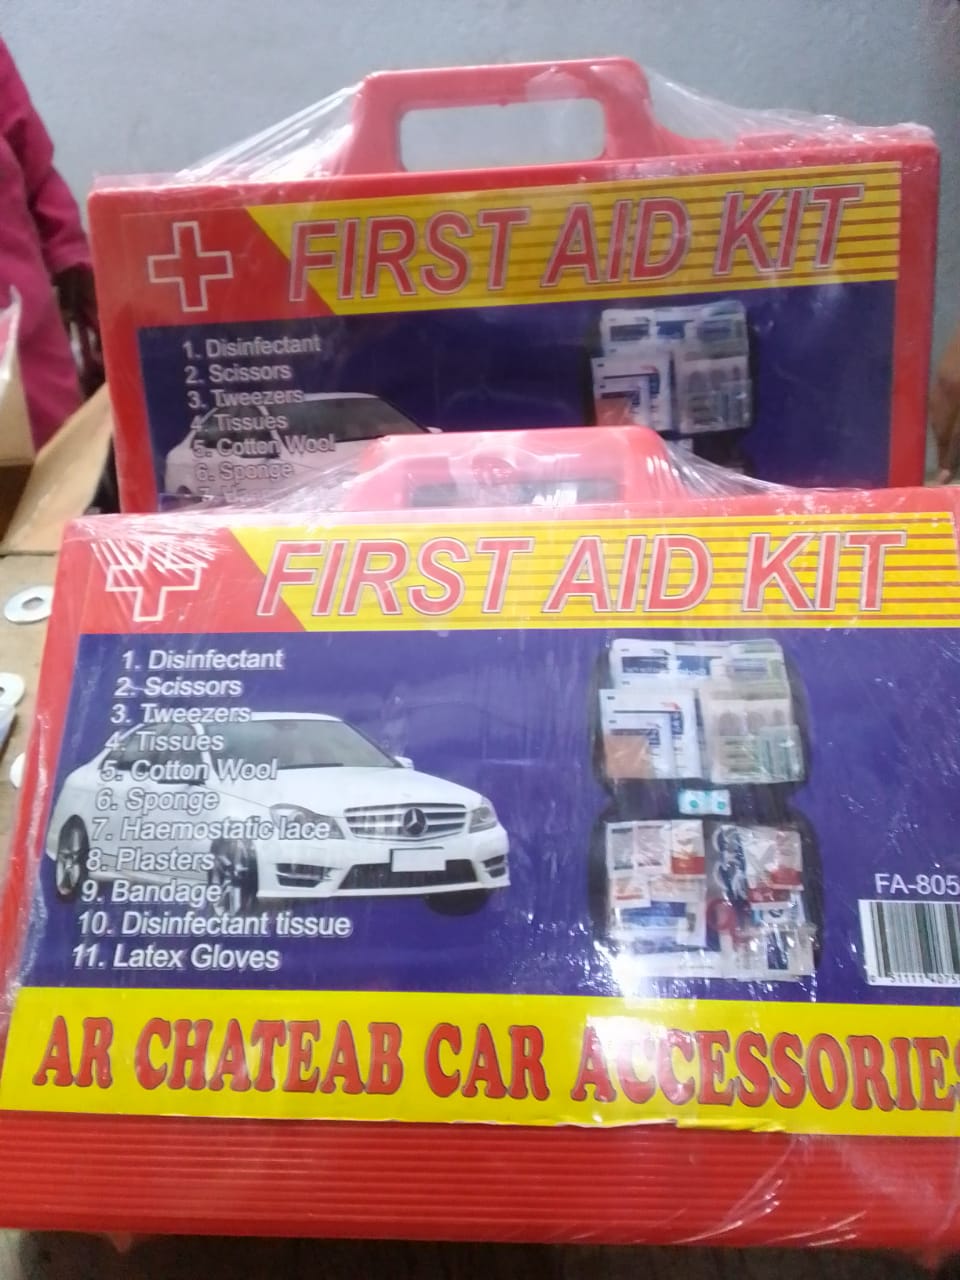 FIRST AID KIT
1. Disinfectant
2. Scissors
3. Tweezers
4. Tissues
5. Cotton Wool
6. Sponge
FIRST AID KIT
1. Disinfectant
2. Scissors
3. Tweezers
4. Tissues
5. Cotton Wool
6. Sponge
7. Haemostatic lace
8. Plasters
9. Bandage
10. Disinfectant tissue
11. Latex Gloves
FA-805
AR CHATEAB CAR ACCESSORIES